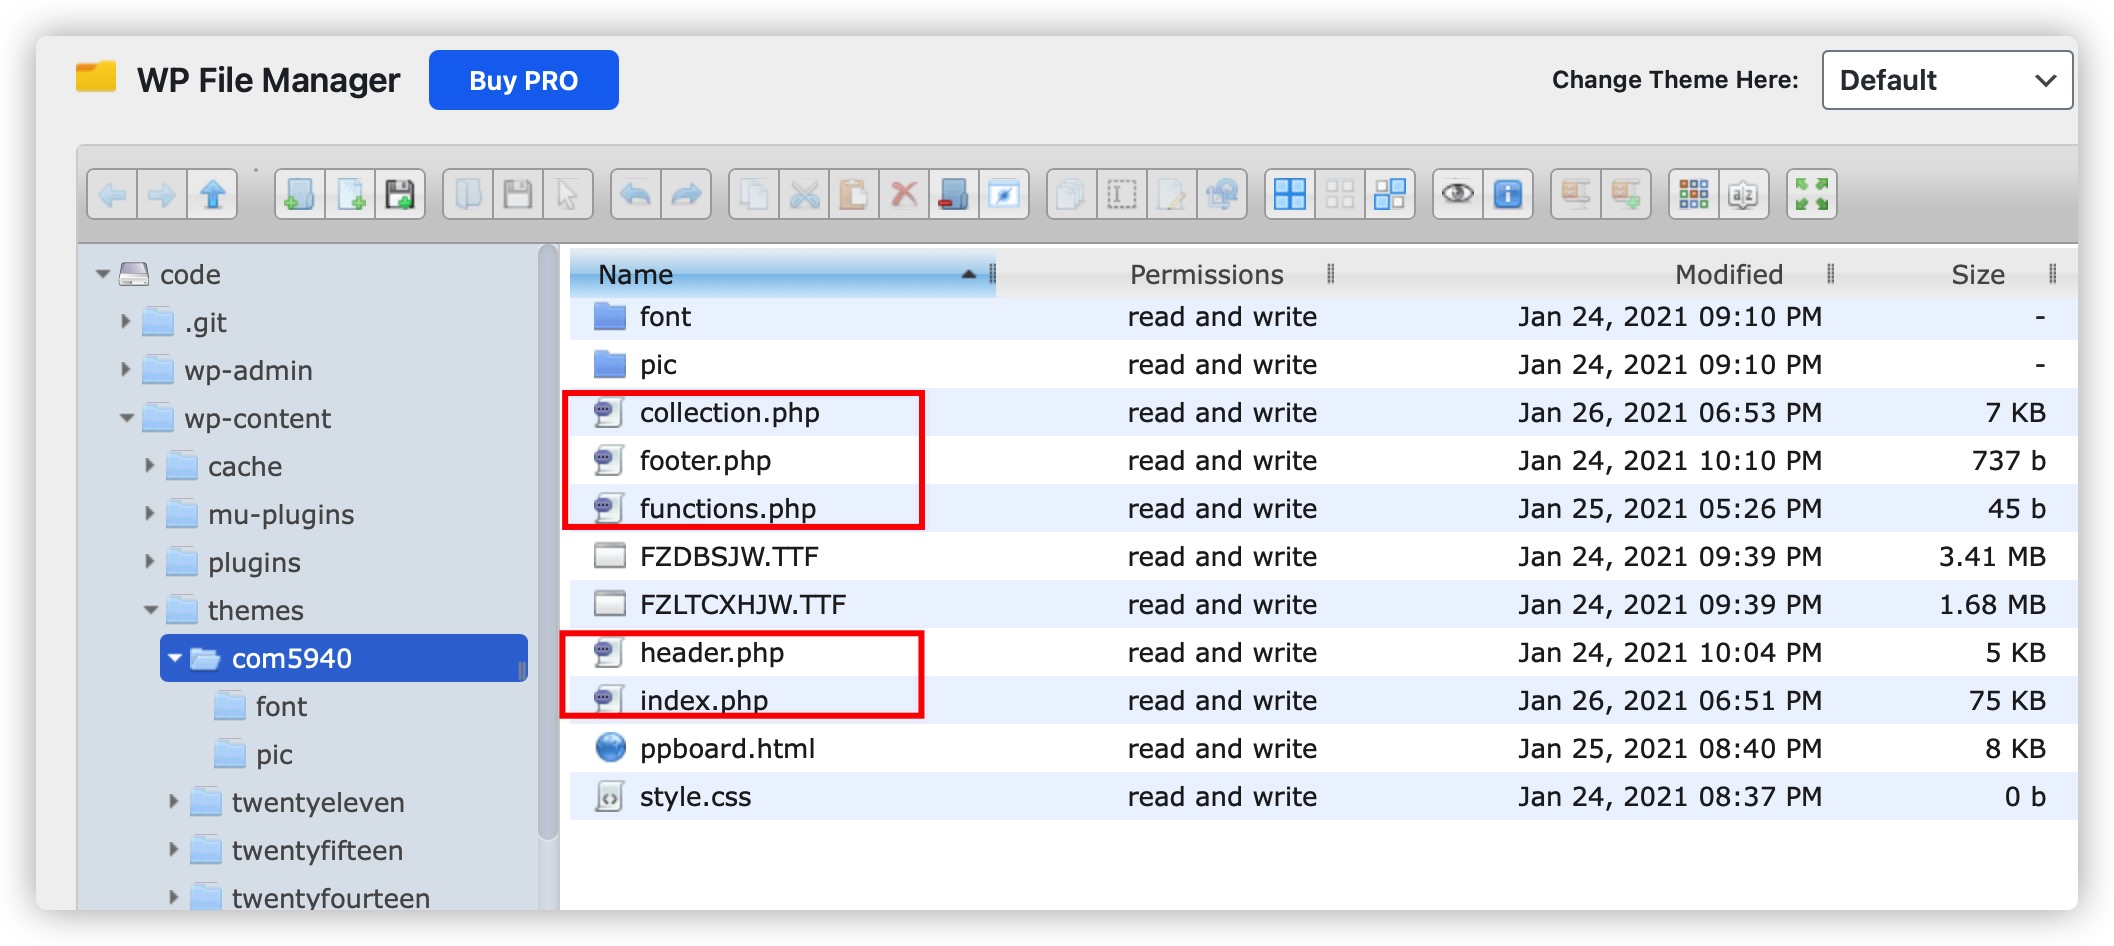 WP File Manager Buy PRO Change Theme Here: Default
code
.git
wp-admin
wp-content
cache
mu-plugins
plugins
themes
com5940
font
pic
twentyeleven
twentyfifteen
twentyfourteen
Name Permissions Modified Size
font read and write Jan 24, 2021 09:10 PM -
pic read and write Jan 24, 2021 09:10 PM -
collection.php read and write Jan 26, 2021 06:53 PM 7 KB
footer.php read and write Jan 24, 2021 10:10 PM 737 b
functions.php read and write Jan 25, 2021 05:26 PM 45 b
FZDBSJW.TTF read and write Jan 24, 2021 09:39 PM 3.41 MB
FZLTCXHJW.TTF read and write Jan 24, 2021 09:39 PM 1.68 MB
header.php read and write Jan 24, 2021 10:04 PM 5 KB
index.php read and write Jan 26, 2021 06:51 PM 75 KB
ppboard.html read and write Jan 25, 2021 08:40 PM 8 KB
style.css read and write Jan 24, 2021 08:37 PM 0 b